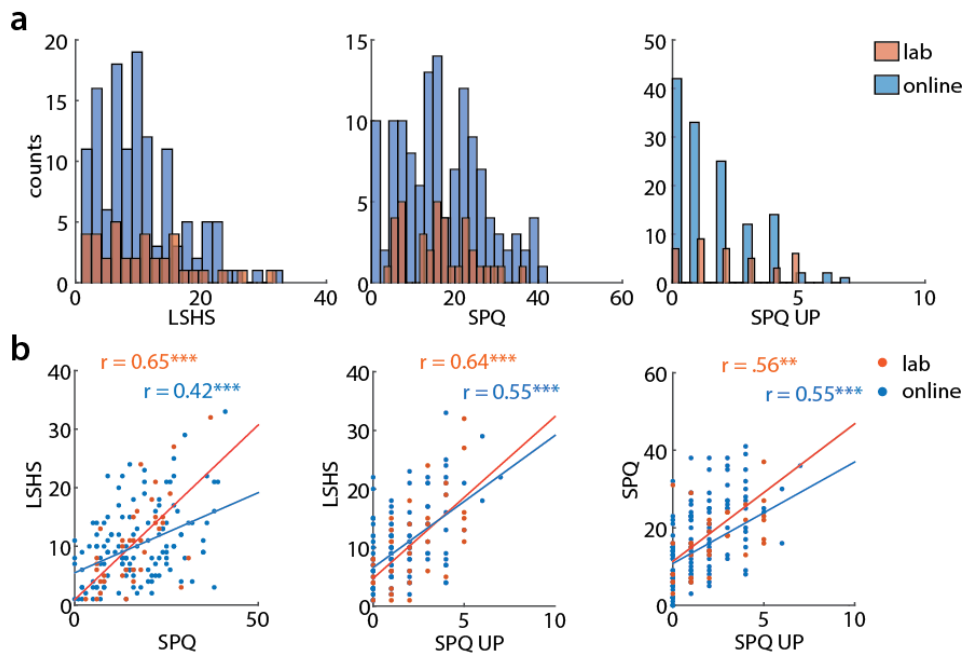 a
20
15
10
5
0
counts
0
20
40
LSHS
15
10
5
0
0
20
40
60
SPQ
50
40
30
20
10
0
0
5
10
SPQ UP
lab
online
b
r = 0.65***
r = 0.42***
40
30
20
10
0
LSHS
0
50
SPQ
r = 0.64***
r = 0.55***
40
30
20
10
0
LSHS
0
5
10
SPQ UP
r = .56**
r = 0.55***
60
40
20
0
SPQ
0
5
10
SPQ UP
lab
online